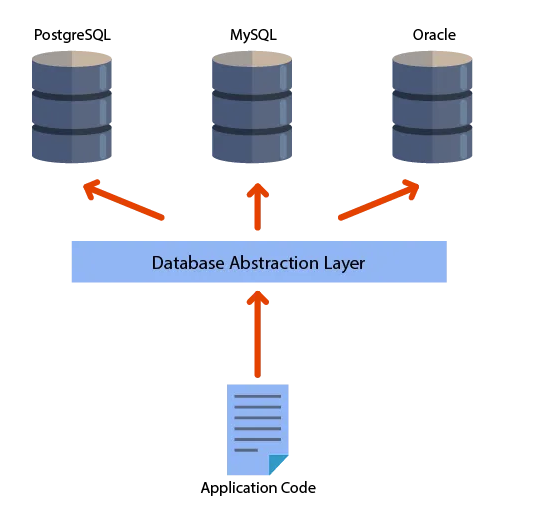 PostgreSQL
MySQL
Oracle
Database Abstraction Layer
Application Code